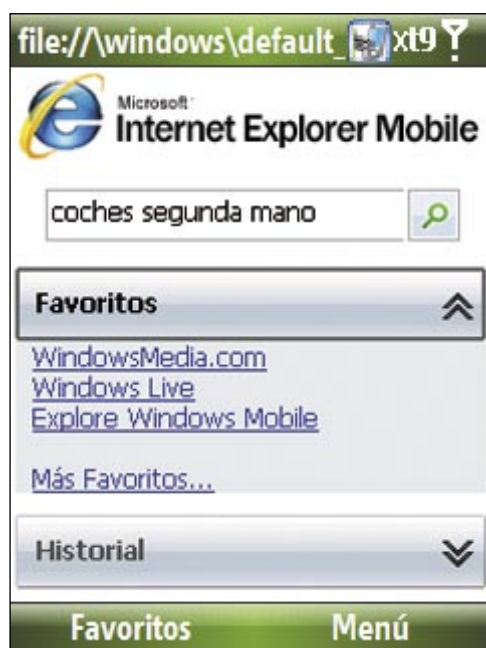 file://\windows\default_ xt9
Microsoft
Internet Explorer Mobile
coches segunda mano
Favoritos
WindowsMedia.com
Windows Live
Explore Windows Mobile
Más Favoritos...
Historial
Favoritos Menú